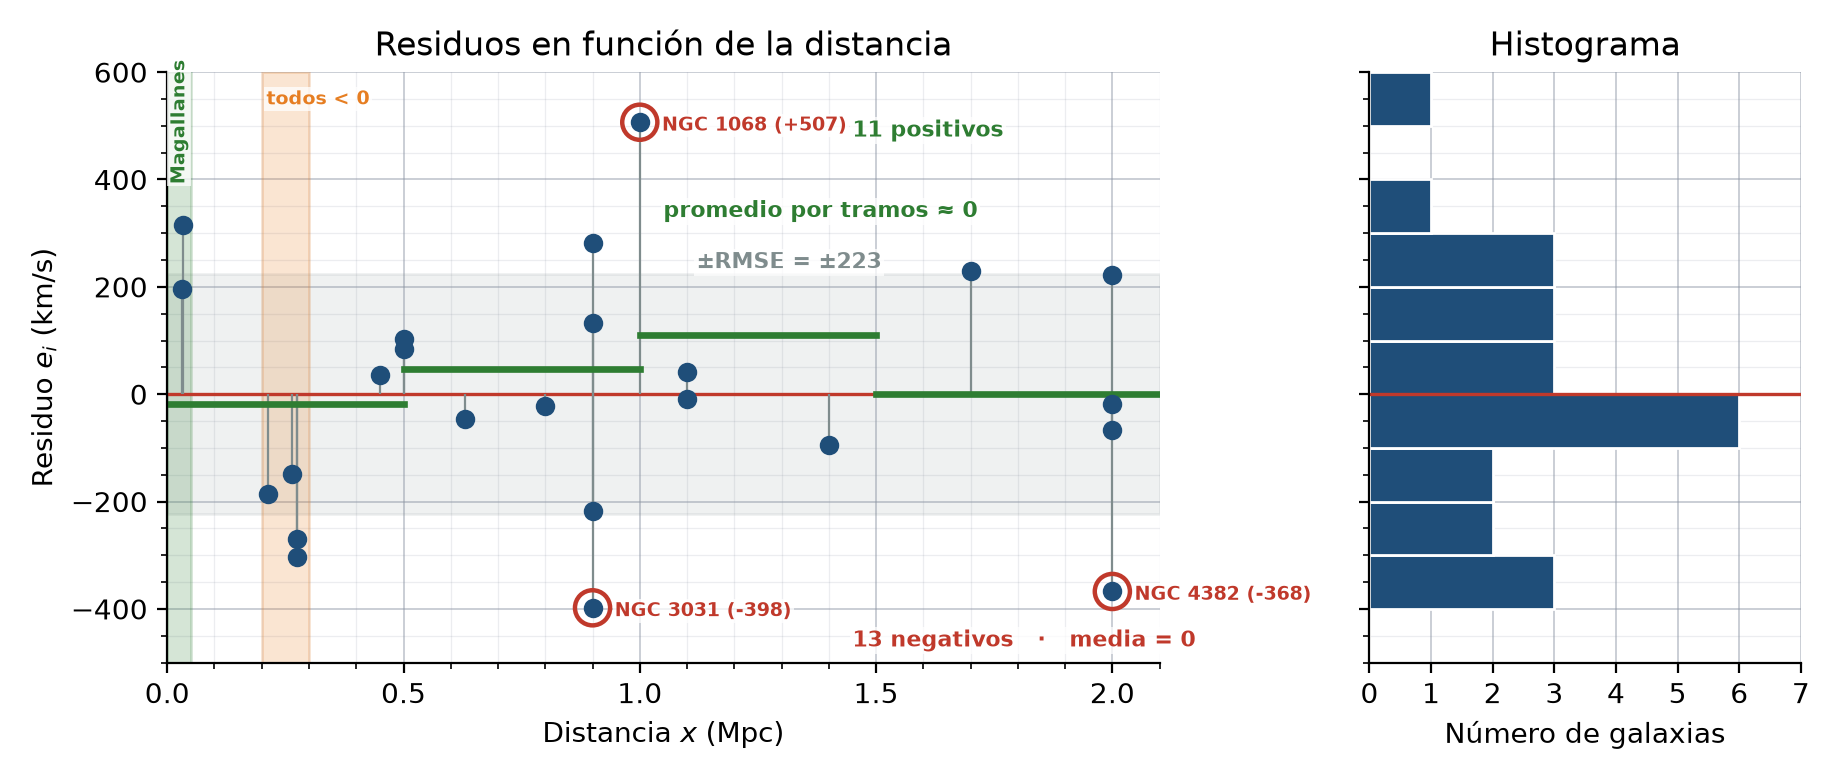 Residuos en función de la distancia
Magallanes
todos < 0
NGC 1068 (+507)
11 positivos
promedio por tramos ≈ 0
±RMSE = ±223
NGC 3031 (-398)
NGC 4382 (-368)
13 negativos · media = 0
600
400
200
0
−200
−400
Residuo eᵢ (km/s)
0.0 0.5 1.0 1.5 2.0
Distancia x (Mpc)
Histograma
0 1 2 3 4 5 6 7
Número de galaxias